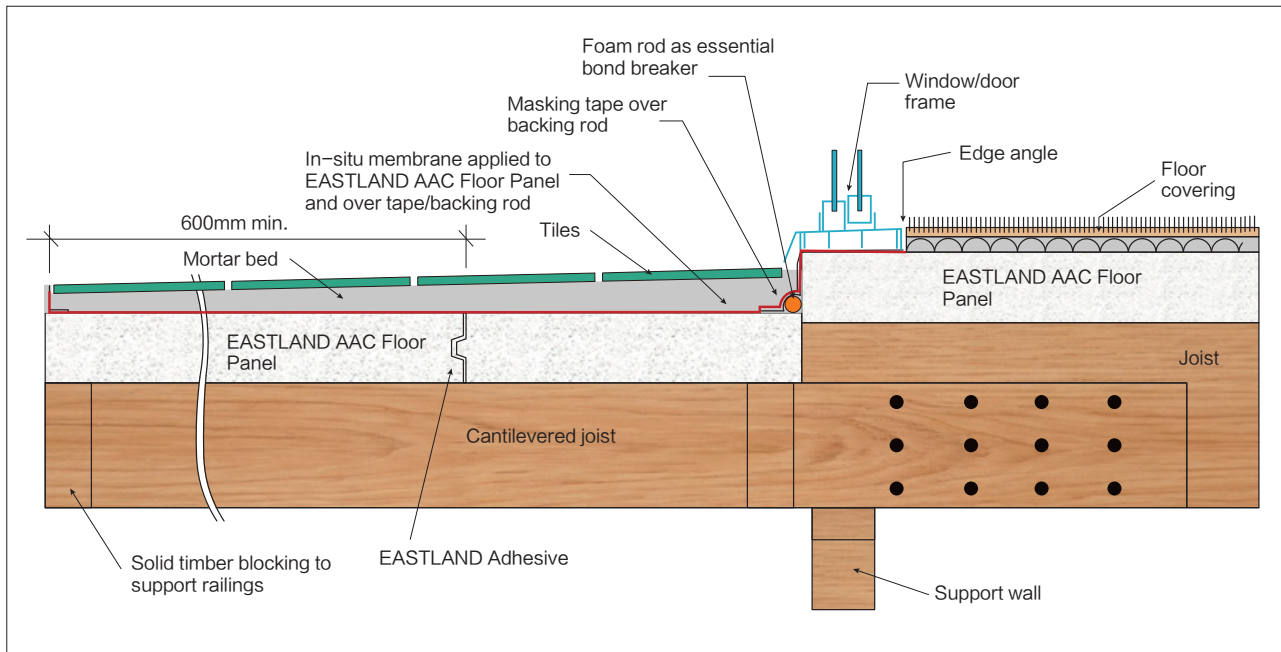 Foam rod as essential
bond breaker
Window/door
frame
Masking tape over
backing rod
Edge angle
In-situ membrane applied to
EASTLAND AAC Floor Panel
and over tape/backing rod
Floor
covering
600mm min.
Tiles
Mortar bed
EASTLAND AAC Floor
Panel
EASTLAND AAC Floor
Panel
Joist
Cantilevered joist
Solid timber blocking to
support railings
EASTLAND Adhesive
Support wall